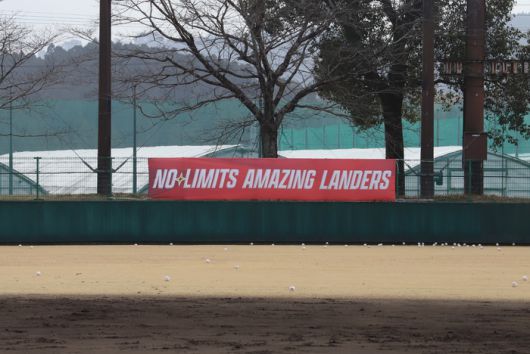 NO LIMITS AMAZING LANDERS